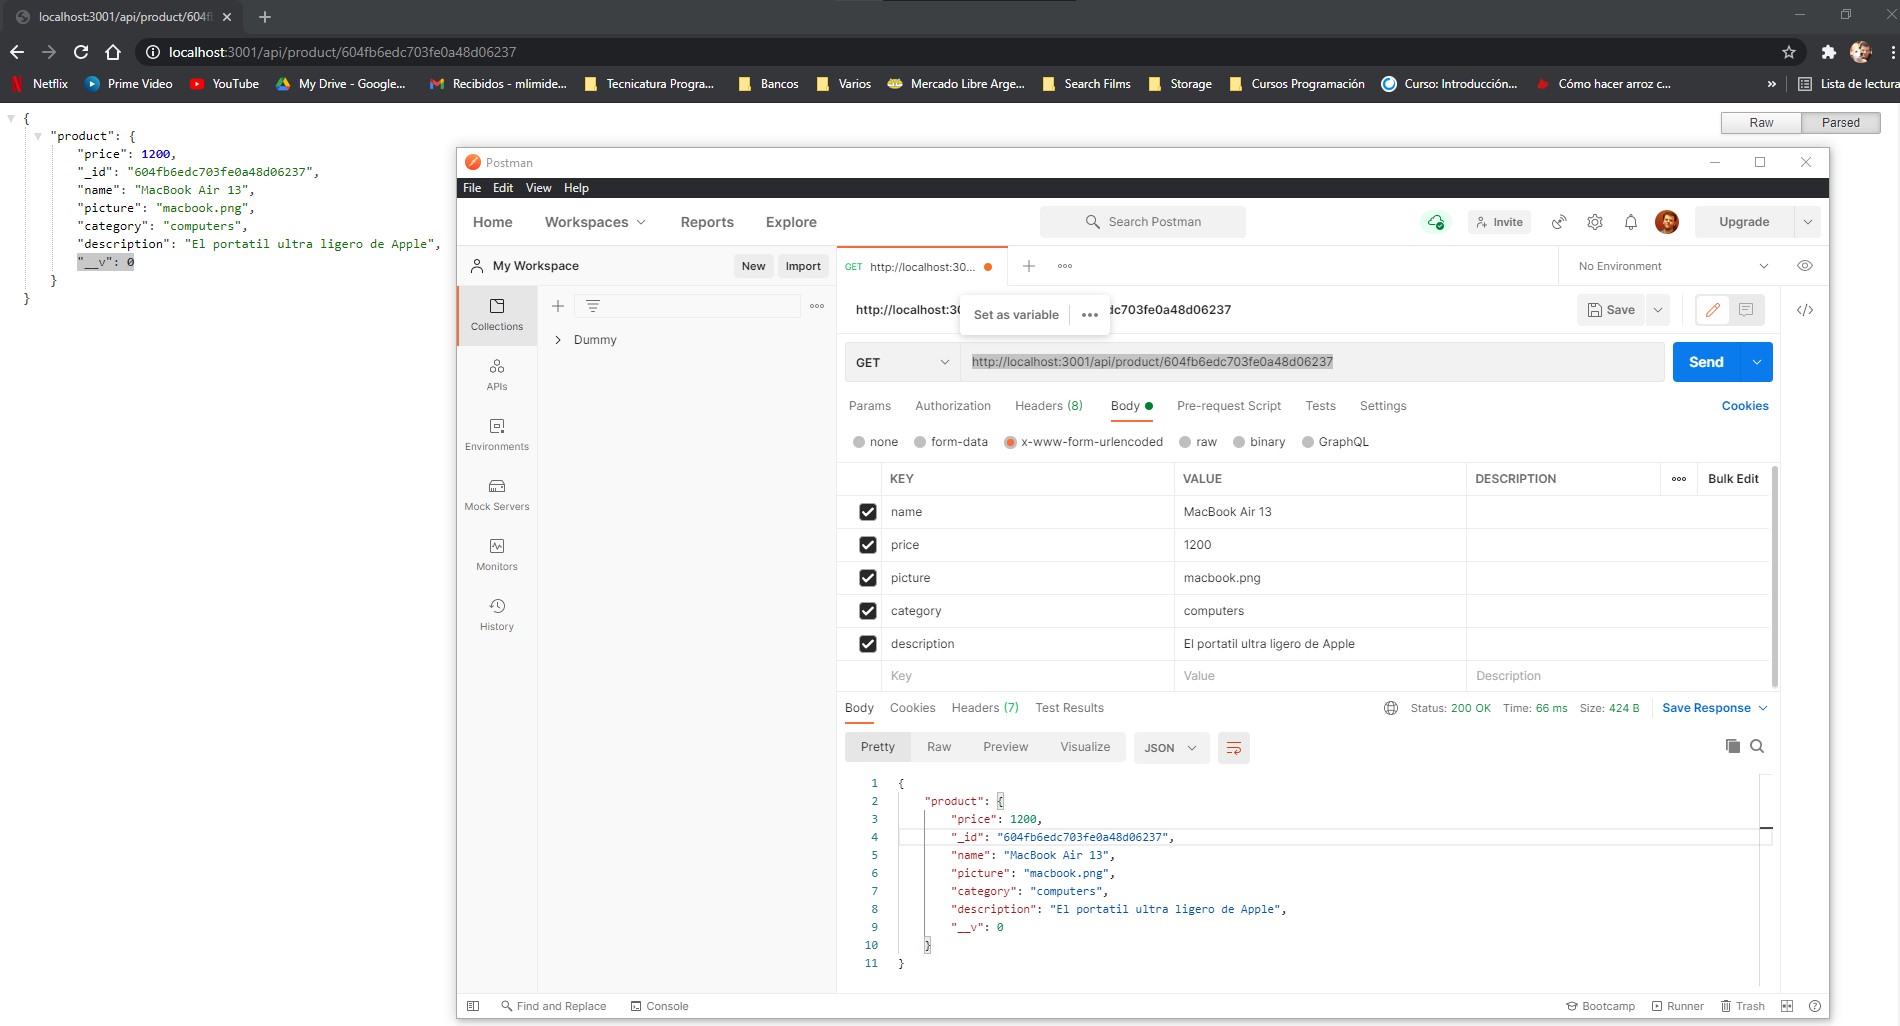 localhost:3001/api/product/604f
localhost:3001/api/product/604fb6edc703fe0a48d06237
Netflix Prime Video YouTube My Drive - Google... Recibidos - mlimide... Tecnicatura Progra... Bancos Varios Mercado Libre Arge... Search Films Storage Cursos Programación Curso: Introducción... Cómo hacer arroz c... » Lista de lectura
Raw Parsed
{
"product": {
"price": 1200,
"_id": "604fb6edc703fe0a48d06237",
"name": "MacBook Air 13",
"picture": "macbook.png",
"category": "computers",
"description": "El portatil ultra ligero de Apple",
"__v": 0
}
}
Postman
File Edit View Help
Home Workspaces Reports Explore Search Postman Invite Upgrade
My Workspace New Import
GET http://localhost:30... No Environment
Collections
APIs
Environments
Mock Servers
Monitors
History
Dummy
http://localhost:30 dc703fe0a48d06237 Save
Set as variable
GET http://localhost:3001/api/product/604fb6edc703fe0a48d06237 Send
Params Authorization Headers (8) Body Pre-request Script Tests Settings Cookies
none form-data x-www-form-urlencoded raw binary GraphQL
KEY VALUE DESCRIPTION Bulk Edit
name MacBook Air 13
price 1200
picture macbook.png
category computers
description El portatil ultra ligero de Apple
Key Value Description
Body Cookies Headers (7) Test Results Status: 200 OK Time: 66 ms Size: 424 B Save Response
Pretty Raw Preview Visualize JSON
1 {
2 "product": {
3 "price": 1200,
4 "_id": "604fb6edc703fe0a48d06237",
5 "name": "MacBook Air 13",
6 "picture": "macbook.png",
7 "category": "computers",
8 "description": "El portatil ultra ligero de Apple",
9 "__v": 0
10 }
11 }
Find and Replace Console Bootcamp Runner Trash